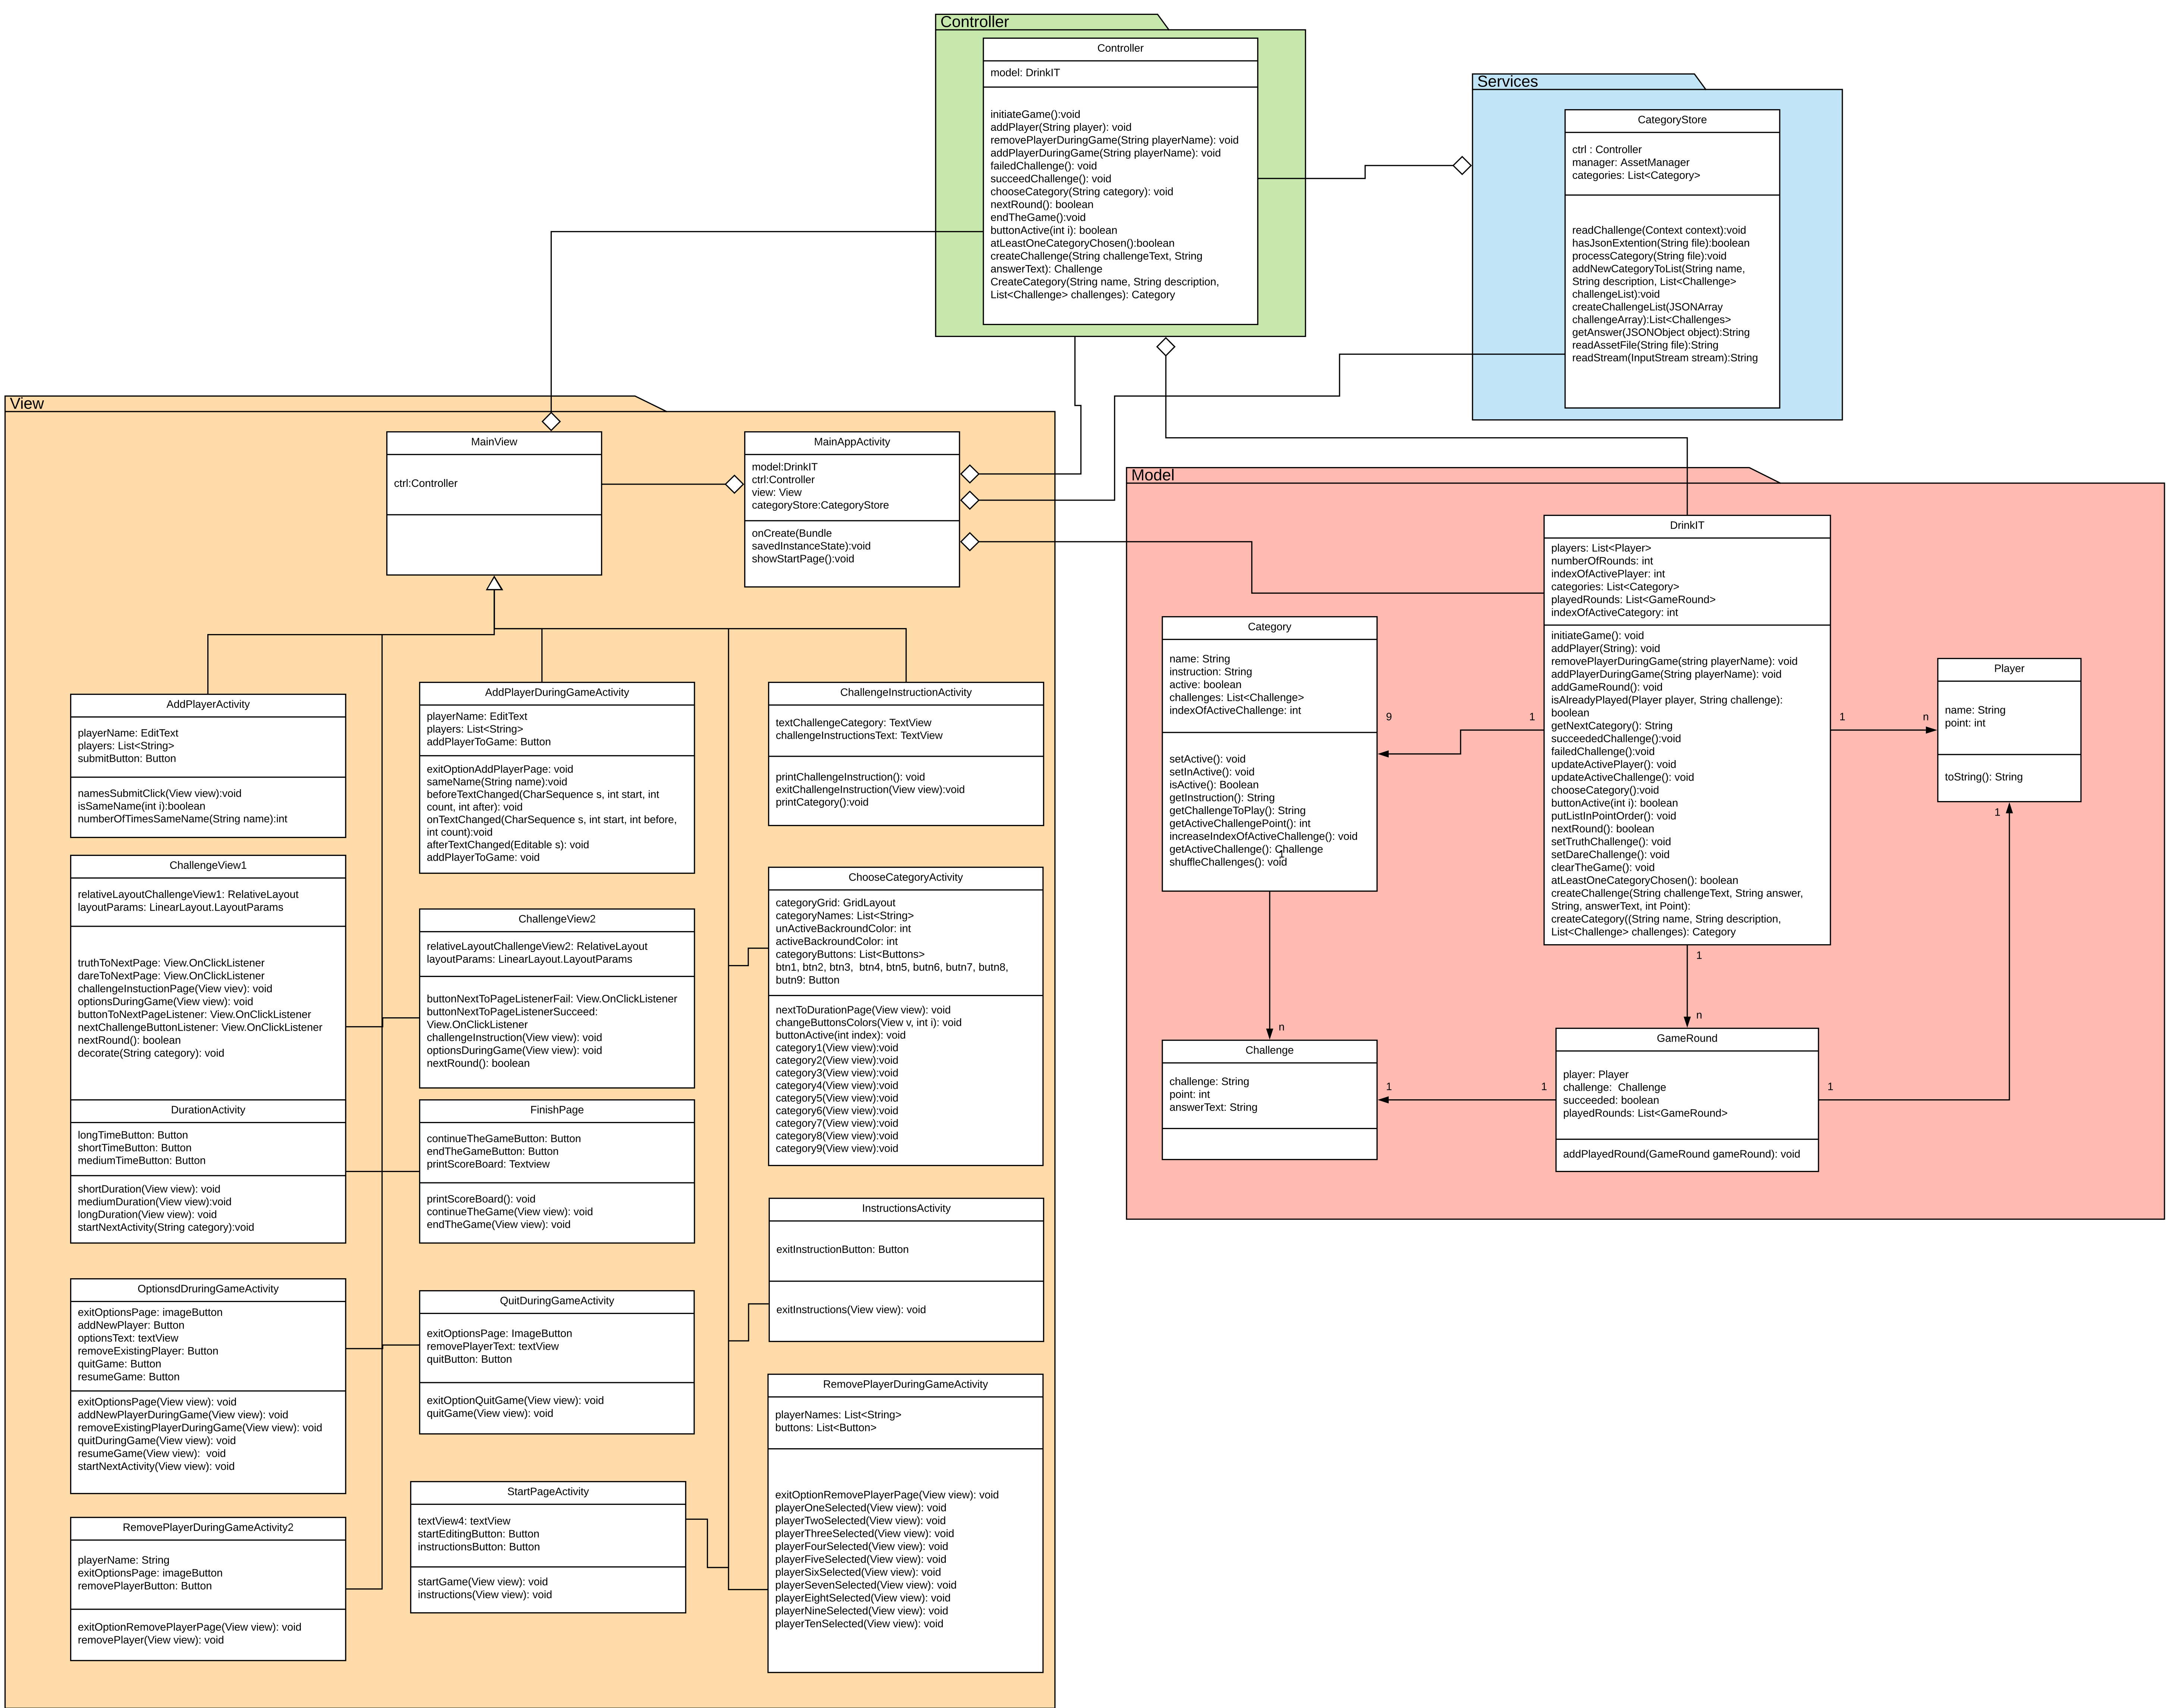 Controller
Controller
model: DrinkIT
initiateGame():void
addPlayer(String player): void
removePlayerDuringGame(String playerName): void
addPlayerDuringGame(String playerName): void
failedChallenge(): void
succeedChallenge(): void
chooseCategory(String category): void
nextRound(): boolean
endTheGame():void
buttonActive(int i): boolean
atLeastOneCategoryChosen():boolean
createChallenge(String challengeText, String
answerText): Challenge
CreateCategory(String name, String description,
List<Challenge> challenges): Category
Services
CategoryStore
ctrl : Controller
manager: AssetManager
categories: List<Category>
readChallenge(Context context):void
hasJsonExtention(String file):boolean
processCategory(String file):void
addNewCategoryToList(String name,
String description, List<Challenge>
challengeList):void
createChallengeList(JSONArray
challengeArray):List<Challenges>
getAnswer(JSONObject object):String
readAssetFile(String file):String
readStream(InputStream stream):String
View
MainView
ctrl:Controller
MainAppActivity
model:DrinkIT
ctrl:Controller
view: View
categoryStore:CategoryStore
onCreate(Bundle
savedInstanceState):void
showStartPage():void
AddPlayerActivity
playerName: EditText
players: List<String>
submitButton: Button
namesSubmitClick(View view):void
isSameName(int i):boolean
numberOfTimesSameName(String name):int
AddPlayerDuringGameActivity
playerName: EditText
players: List<String>
addPlayerToGame: Button
exitOptionAddPlayerPage: void
sameName(String name):void
beforeTextChanged(CharSequence s, int start, int
count, int after): void
onTextChanged(CharSequence s, int start, int before,
int count):void
afterTextChanged(Editable s): void
addPlayerToGame: void
ChallengeInstructionActivity
textChallengeCategory: TextView
challengeInstructionsText: TextView
printChallengeInstruction(): void
exitChallengeInstruction(View view):void
printCategory():void
ChallengeView1
relativeLayoutChallengeView1: RelativeLayout
layoutParams: LinearLayout.LayoutParams
truthToNextPage: View.OnClickListener
dareToNextPage: View.OnClickListener
challengeInstuctionPage(View viev): void
optionsDuringGame(View view): void
buttonToNextPageListener: View.OnClickListener
nextChallengeButtonListener: View.OnClickListener
nextRound(): boolean
decorate(String category): void
ChallengeView2
relativeLayoutChallengeView2: RelativeLayout
layoutParams: LinearLayout.LayoutParams
buttonNextToPageListenerFail: View.OnClickListener
buttonNextToPageListenerSucceed:
View.OnClickListener
challengeInstruction(View view): void
optionsDuringGame(View view): void
nextRound(): boolean
ChooseCategoryActivity
categoryGrid: GridLayout
categoryNames: List<String>
unActiveBackroundColor: int
activeBackroundColor: int
categoryButtons: List<Buttons>
btn1, btn2, btn3,  btn4, btn5, butn6, butn7, butn8,
butn9: Button
nextToDurationPage(View view): void
changeButtonsColors(View v, int i): void
buttonActive(int index): void
category1(View view):void
category2(View view):void
category3(View view):void
category4(View view):void
category5(View view):void
category6(View view):void
category7(View view):void
category8(View view):void
category9(View view):void
DurationActivity
longTimeButton: Button
shortTimeButton: Button
mediumTimeButton: Button
shortDuration(View view): void
mediumDuration(View view):void
longDuration(View view): void
startNextActivity(String category):void
FinishPage
continueTheGameButton: Button
endTheGameButton: Button
printScoreBoard: Textview
printScoreBoard(): void
continueTheGame(View view): void
endTheGame(View view): void
InstructionsActivity
exitInstructionButton: Button
exitInstructions(View view): void
OptionsdDruringGameActivity
exitOptionsPage: imageButton
addNewPlayer: Button
optionsText: textView
removeExistingPlayer: Button
quitGame: Button
resumeGame: Button
exitOptionsPage(View view): void
addNewPlayerDuringGame(View view): void
removeExistingPlayerDuringGame(View view): void
quitDuringGame(View view): void
resumeGame(View view):  void
startNextActivity(View view): void
QuitDuringGameActivity
exitOptionsPage: ImageButton
removePlayerText: textView
quitButton: Button
exitOptionQuitGame(View view): void
quitGame(View view): void
RemovePlayerDuringGameActivity
playerNames: List<String>
buttons: List<Button>
exitOptionRemovePlayerPage(View view): void
playerOneSelected(View view): void
playerTwoSelected(View view): void
playerThreeSelected(View view): void
playerFourSelected(View view): void
playerFiveSelected(View view): void
playerSixSelected(View view): void
playerSevenSelected(View view): void
playerEightSelected(View view): void
playerNineSelected(View view): void
playerTenSelected(View view): void
StartPageActivity
textView4: textView
startEditingButton: Button
instructionsButton: Button
startGame(View view): void
instructions(View view): void
RemovePlayerDuringGameActivity2
playerName: String
exitOptionsPage: imageButton
removePlayerButton: Button
exitOptionRemovePlayerPage(View view): void
removePlayer(View view): void
Model
DrinkIT
players: List<Player>
numberOfRounds: int
indexOfActivePlayer: int
categories: List<Category>
playedRounds: List<GameRound>
indexOfActiveCategory: int
initiateGame(): void
addPlayer(String): void
removePlayerDuringGame(string playerName): void
addPlayerDuringGame(String playerName): void
addGameRound(): void
isAlreadyPlayed(Player player, String challenge):
boolean
getNextCategory(): String
succeededChallenge():void
failedChallenge():void
updateActivePlayer(): void
updateActiveChallenge(): void
chooseCategory():void
buttonActive(int i): boolean
putListInPointOrder(): void
nextRound(): boolean
setTruthChallenge(): void
setDareChallenge(): void
clearTheGame(): void
atLeastOneCategoryChosen(): boolean
createChallenge(String challengeText, String answer,
String, answerText, int Point):
createCategory((String name, String description,
List<Challenge> challenges): Category
Category
name: String
instruction: String
active: boolean
challenges: List<Challenge>
indexOfActiveChallenge: int
setActive(): void
setInActive(): void
isActive(): Boolean
getInstruction(): String
getChallengeToPlay(): String
getActiveChallengePoint(): int
increaseIndexOfActiveChallenge(): void
getActiveChallenge(): Challenge
shuffleChallenges(): void
1
9
1
1
n
Player
name: String
point: int
toString(): String
1
1
n
n
Challenge
challenge: String
point: int
answerText: String
1
1
GameRound
player: Player
challenge:  Challenge
succeeded: boolean
playedRounds: List<GameRound>
addPlayedRound(GameRound gameRound): void
1